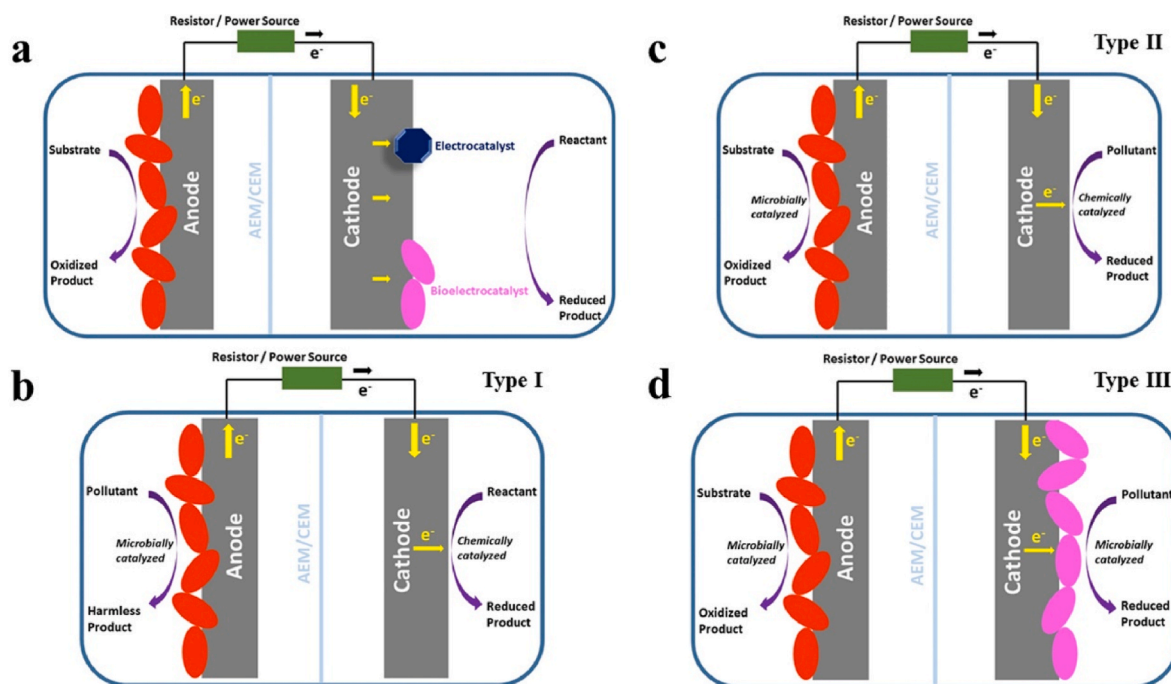 a
Resistor / Power Source
e-
e-
e-
Substrate
Oxidized
Product
Anode
AEM/CEM
Cathode
Electrocatalyst
Bioelectrocatalyst
Reactant
Reduced
Product
b
Resistor / Power Source
Type I
e-
e-
e-
Pollutant
Microbially
catalyzed
Harmless
Product
Anode
AEM/CEM
Cathode
e-
Reactant
Chemically
catalyzed
Reduced
Product
c
Resistor / Power Source
Type II
e-
e-
e-
Substrate
Microbially
catalyzed
Oxidized
Product
Anode
AEM/CEM
Cathode
e-
Pollutant
Chemically
catalyzed
Reduced
Product
d
Resistor / Power Source
Type III
e-
e-
e-
Substrate
Microbially
catalyzed
Oxidized
Product
Anode
AEM/CEM
Cathode
e-
Pollutant
Microbially
catalyzed
Reduced
Product